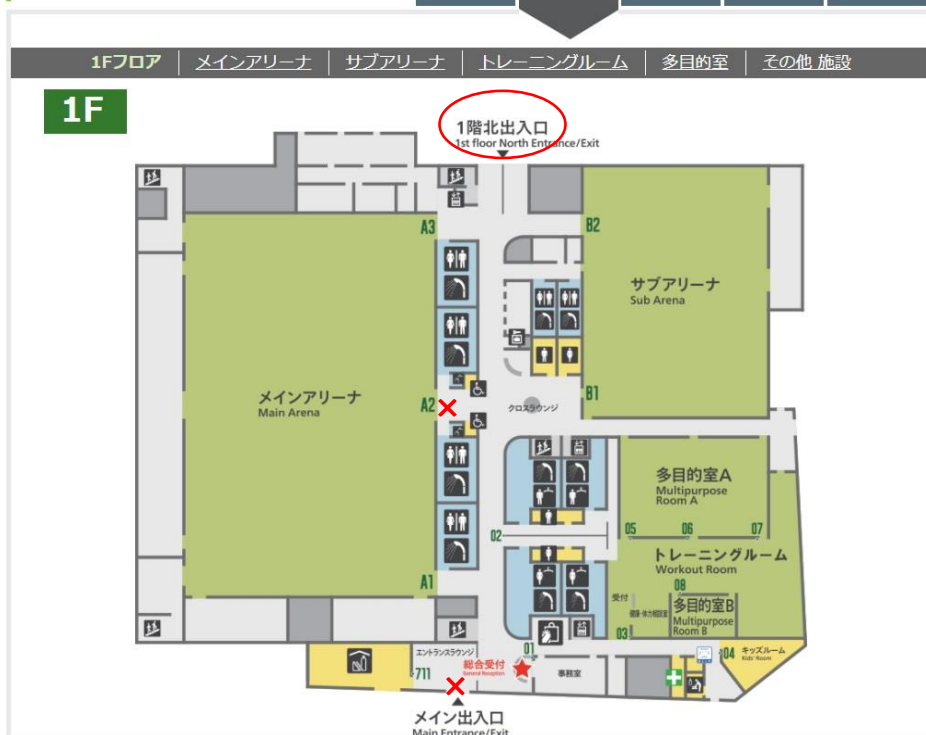 1Fフロア メインアリーナ サブアリーナ トレーニングルーム 多目的室 その他 施設
1F
1階北出入口
1st floor North Entrance/Exit
A3
B2
サブアリーナ
Sub Arena
メインアリーナ
Main Arena
A2
B1
クロスラウンジ
多目的室A
Multipurpose
Room A
02
05
06
07
トレーニングルーム
Workout Room
A1
08
受付
健康・体力相談室
多目的室B
Multipurpose
Room B
03
エントランスラウンジ
01
04
キッズルーム
Kids' Room
総合受付
General Reception
711
事務室
メイン出入口
Main Entrance/Exit